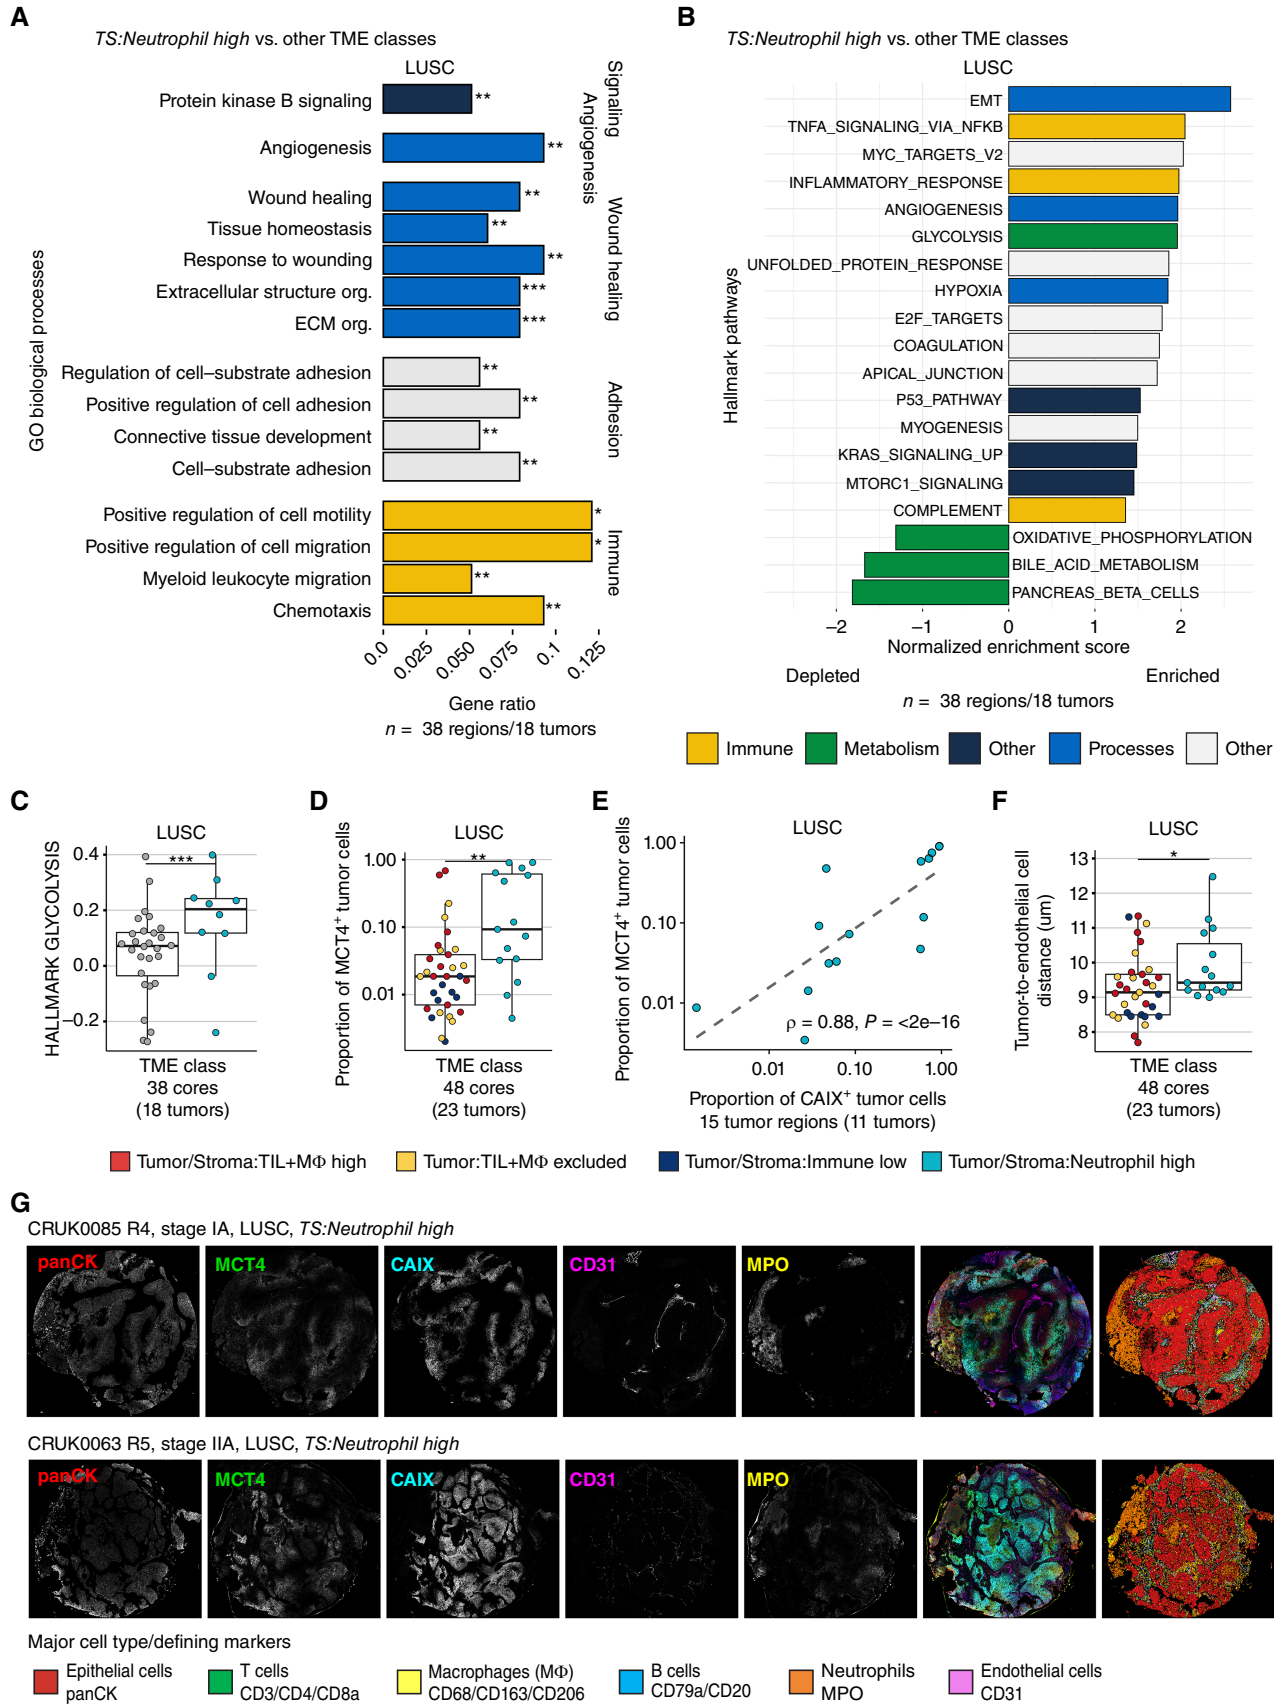 A
TS:Neutrophil high vs. other TME classes
LUSC
GO biological processes
Protein kinase B signaling
**
Signaling
Angiogenesis
**
Angiogenesis
Wound healing
**
Tissue homeostasis
**
Response to wounding
**
Extracellular structure org.
***
ECM org.
***
Wound healing
Regulation of cell–substrate adhesion
**
Positive regulation of cell adhesion
**
Connective tissue development
**
Cell–substrate adhesion
**
Adhesion
Positive regulation of cell motility
*
Positive regulation of cell migration
*
Myeloid leukocyte migration
**
Chemotaxis
**
Immune
0.0 0.025 0.050 0.075 0.1 0.125
Gene ratio
n = 38 regions/18 tumors
B
TS:Neutrophil high vs. other TME classes
LUSC
Hallmark pathways
EMT
TNFA_SIGNALING_VIA_NFKB
MYC_TARGETS_V2
INFLAMMATORY_RESPONSE
ANGIOGENESIS
GLYCOLYSIS
UNFOLDED_PROTEIN_RESPONSE
HYPOXIA
E2F_TARGETS
COAGULATION
APICAL_JUNCTION
P53_PATHWAY
MYOGENESIS
KRAS_SIGNALING_UP
MTORC1_SIGNALING
COMPLEMENT
OXIDATIVE_PHOSPHORYLATION
BILE_ACID_METABOLISM
PANCREAS_BETA_CELLS
−2 −1 0 1 2
Normalized enrichment score
Depleted Enriched
n = 38 regions/18 tumors
Immune Metabolism Other Processes Other
C
LUSC
HALLMARK GLYCOLYSIS
0.4
0.2
0.0
−0.2
***
TME class
38 cores
(18 tumors)
D
LUSC
Proportion of MCT4+ tumor cells
1.00
0.10
0.01
**
TME class
48 cores
(23 tumors)
E
LUSC
Proportion of MCT4+ tumor cells
1.00
0.10
0.01
ρ = 0.88, P = <2e−16
0.01 0.10 1.00
Proportion of CAIX+ tumor cells
15 tumor regions (11 tumors)
F
LUSC
Tumor-to-endothelial cell
distance (um)
13
12
11
10
9
8
*
TME class
48 cores
(23 tumors)
Tumor/Stroma:TIL+MΦ high Tumor:TIL+MΦ excluded Tumor/Stroma:Immune low Tumor/Stroma:Neutrophil high
G
CRUK0085 R4, stage IA, LUSC, TS:Neutrophil high
panCK MCT4 CAIX CD31 MPO
CRUK0063 R5, stage IIA, LUSC, TS:Neutrophil high
panCK MCT4 CAIX CD31 MPO
Major cell type/defining markers
Epithelial cells T cells Macrophages (MΦ) B cells Neutrophils Endothelial cells
panCK CD3/CD4/CD8a CD68/CD163/CD206 CD79a/CD20 MPO CD31